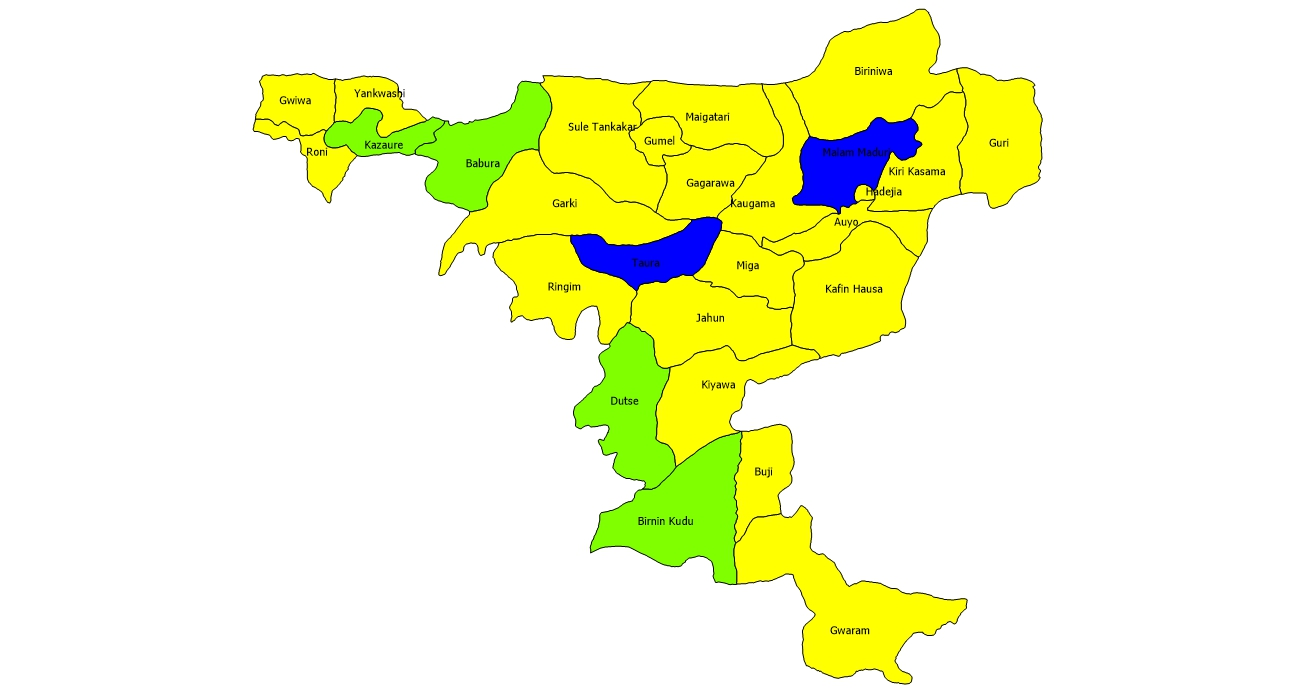 Biriniwa
Gwiwa
Yankwashi
Maigatari
Sule Tankakar
Gumel
Guri
Kazaure
Roni
Malam Maduri
Babura
Kiri Kasama
Gagarawa
Hadejia
Garki
Kaugama
Auyo
Taura
Miga
Ringim
Kafin Hausa
Jahun
Kiyawa
Dutse
Buji
Birnin Kudu
Gwaram